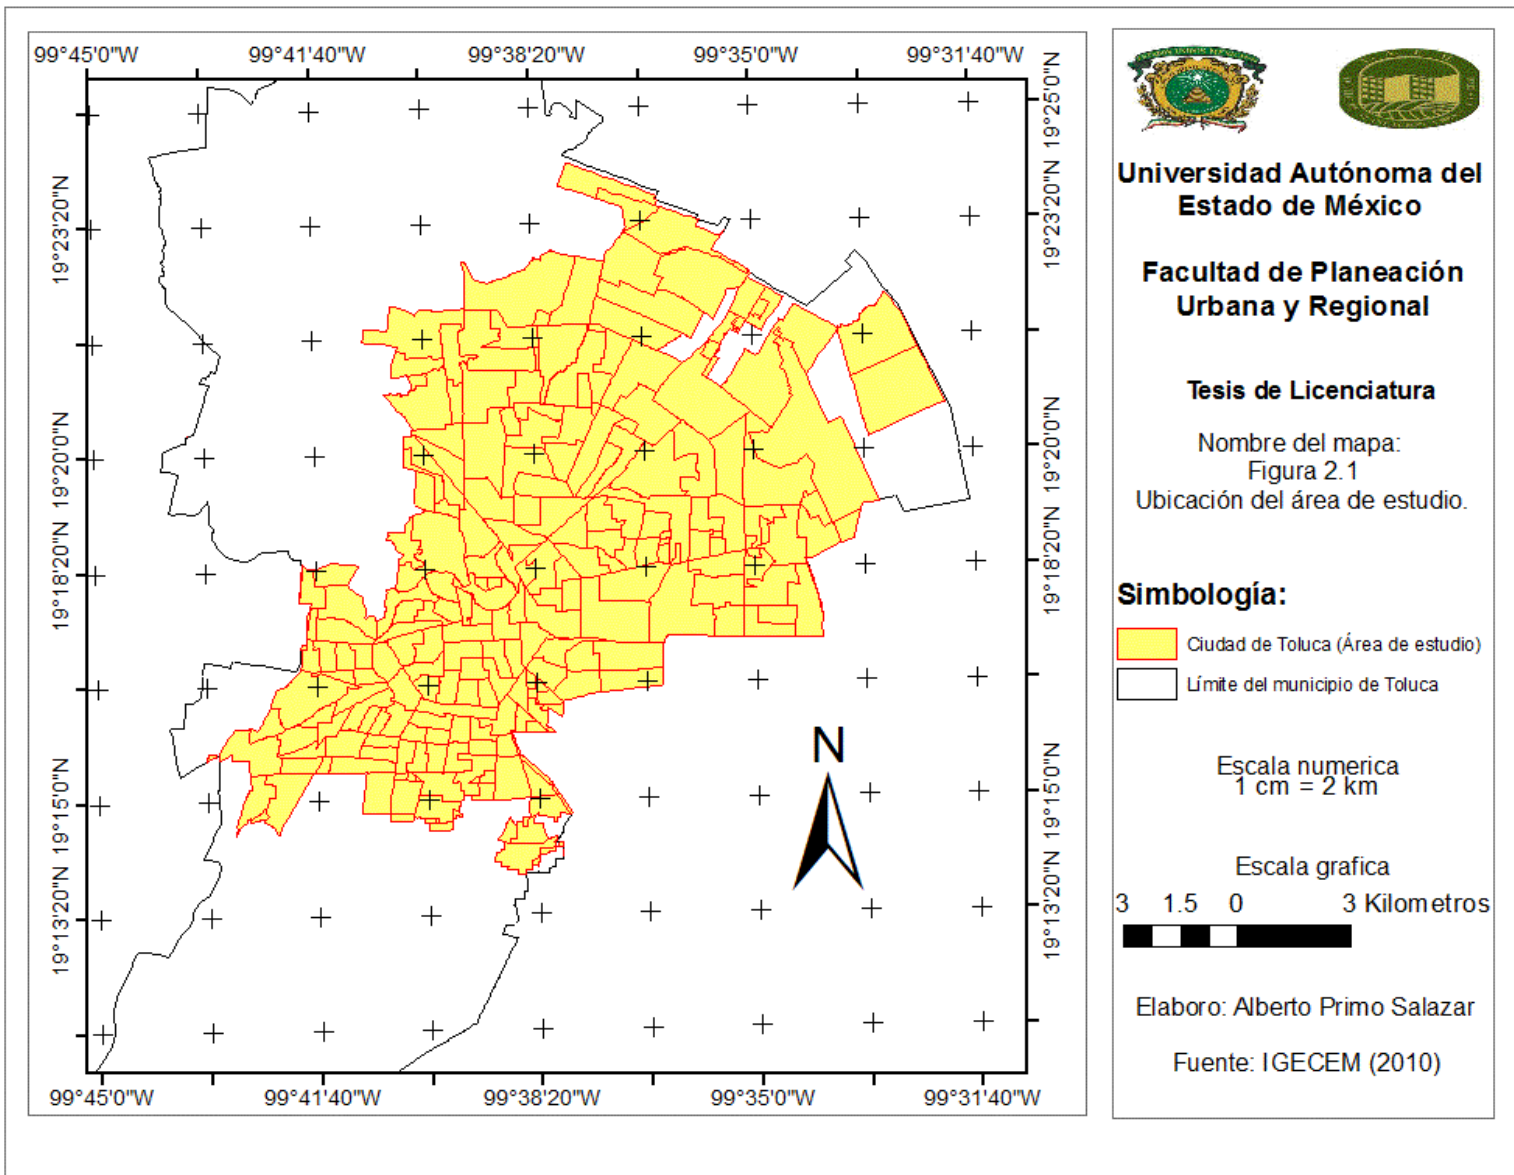 99°45'0"W 99°41'40"W 99°38'20"W 99°35'0"W 99°31'40"W
19°25'0"N
19°23'20"N
19°20'0"N
19°18'20"N
19°15'0"N
19°13'20"N
19°23'20"N
19°20'0"N
19°18'20"N
19°15'0"N
19°13'20"N
N
99°45'0"W 99°41'40"W 99°38'20"W 99°35'0"W 99°31'40"W
Universidad Autónoma del
Estado de México
Facultad de Planeación
Urbana y Regional
Tesis de Licenciatura
Nombre del mapa:
Figura 2.1
Ubicación del área de estudio.
Simbología:
Ciudad de Toluca (Área de estudio)
Límite del municipio de Toluca
Escala numerica
1 cm = 2 km
Escala grafica
3 1.5 0 3 Kilometros
Elaboro: Alberto Primo Salazar
Fuente: IGECEM (2010)